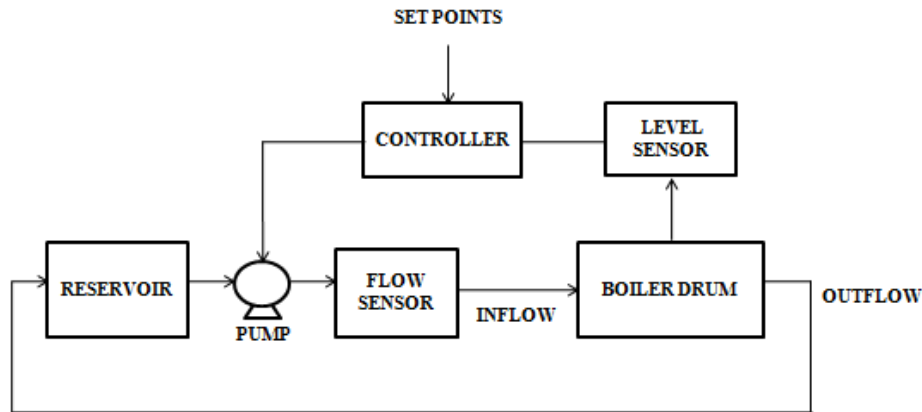 SET POINTS
CONTROLLER
LEVEL
SENSOR
RESERVOIR
PUMP
FLOW
SENSOR
INFLOW
BOILER DRUM
OUTFLOW